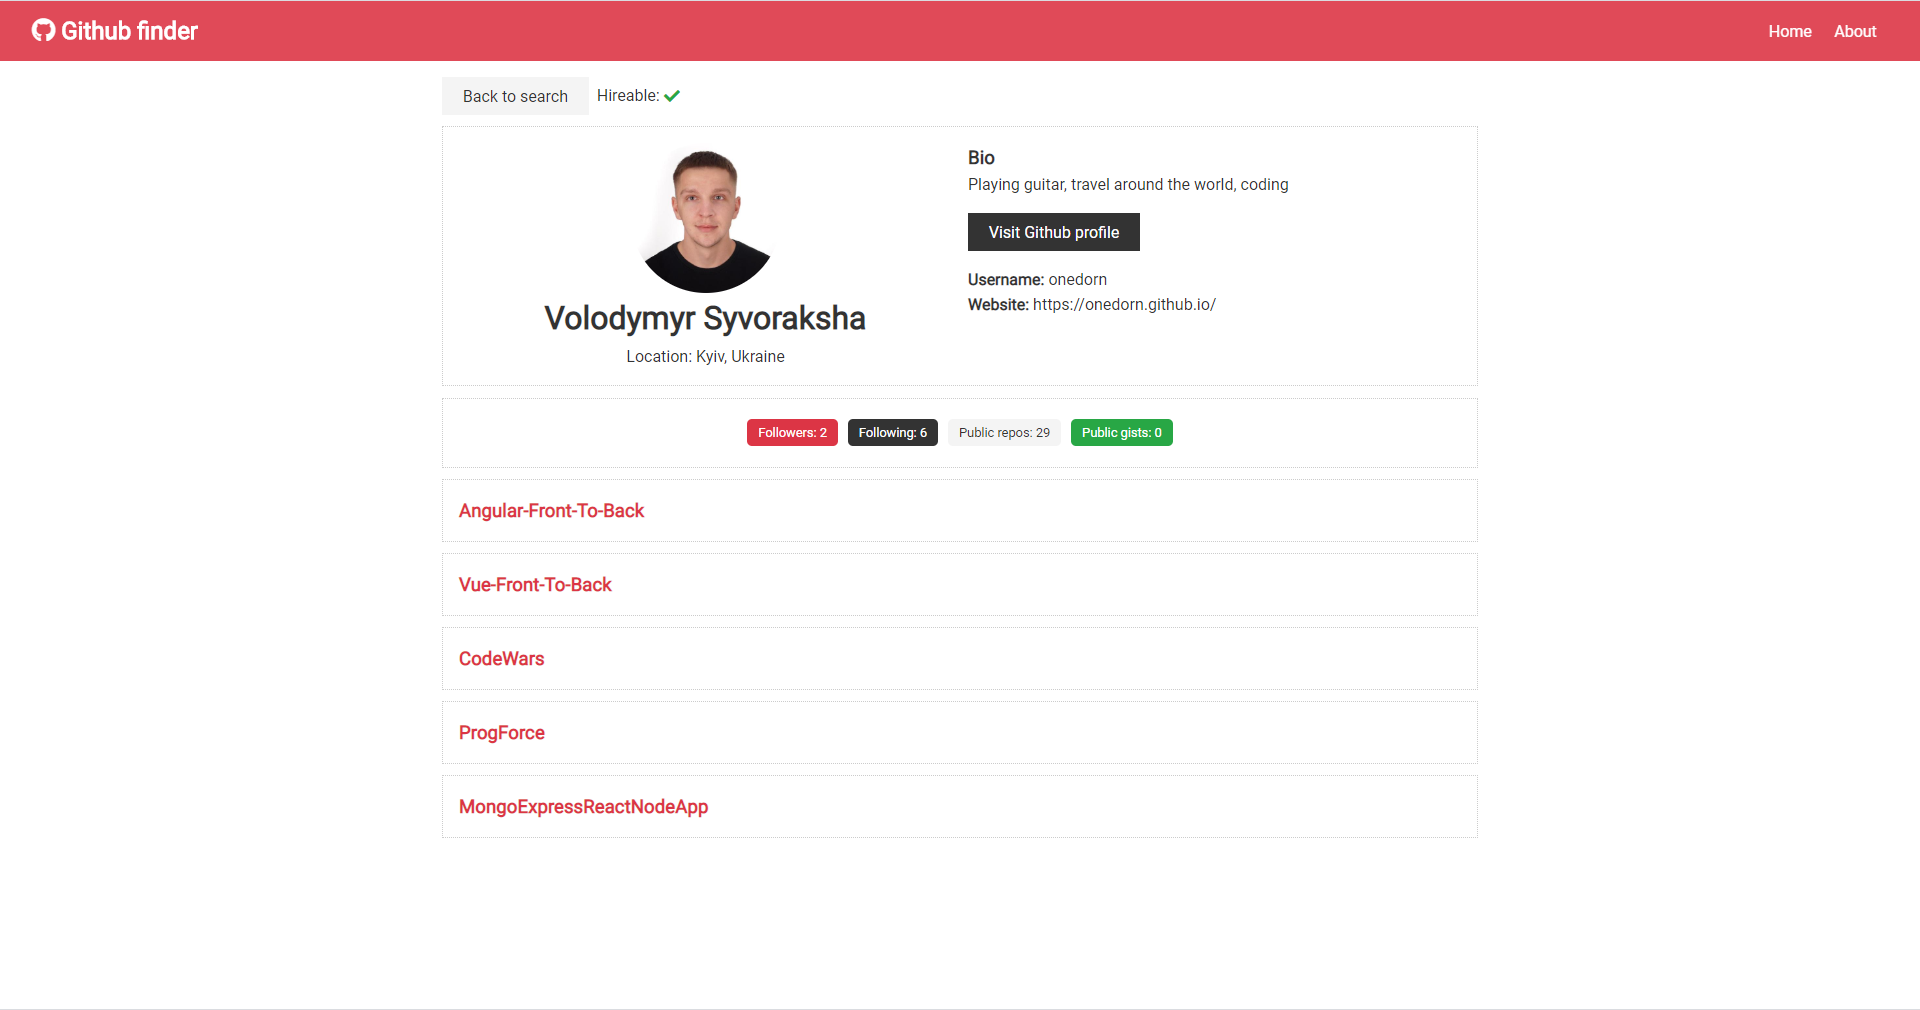 Github finder
Home
About
Back to search
Hireable:
Volodymyr Syvoraksha
Location: Kyiv, Ukraine
Bio
Playing guitar, travel around the world, coding
Visit Github profile
Username: onedorn
Website: https://onedorn.github.io/
Followers: 2
Following: 6
Public repos: 29
Public gists: 0
Angular-Front-To-Back
Vue-Front-To-Back
CodeWars
ProgForce
MongoExpressReactNodeApp